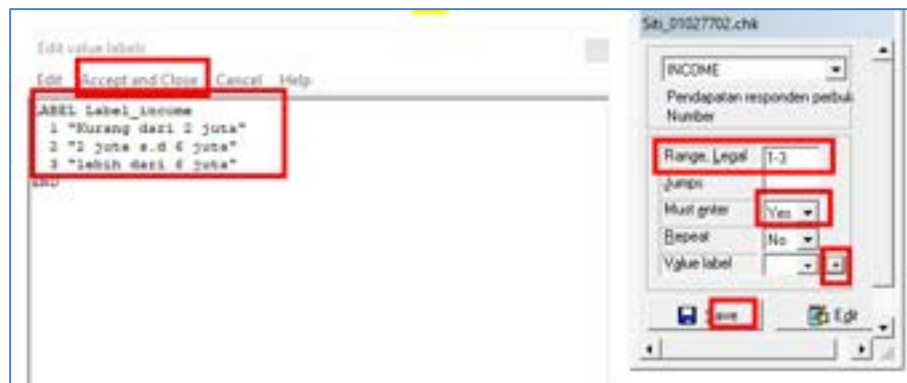 Edit value labels
Edit Accept and Close Cancel Help
LABEL Label_income
1 "Kurang dari 2 juta"
2 "2 juta s.d 6 juta"
3 "lebih dari 6 juta"
END
Siti_01027702.chk
INCOME
Pendapatan responden perbul
Number
Range, Legal 1-3
Jumps
Must enter Yes
Repeat No
Value label +
Save Edit